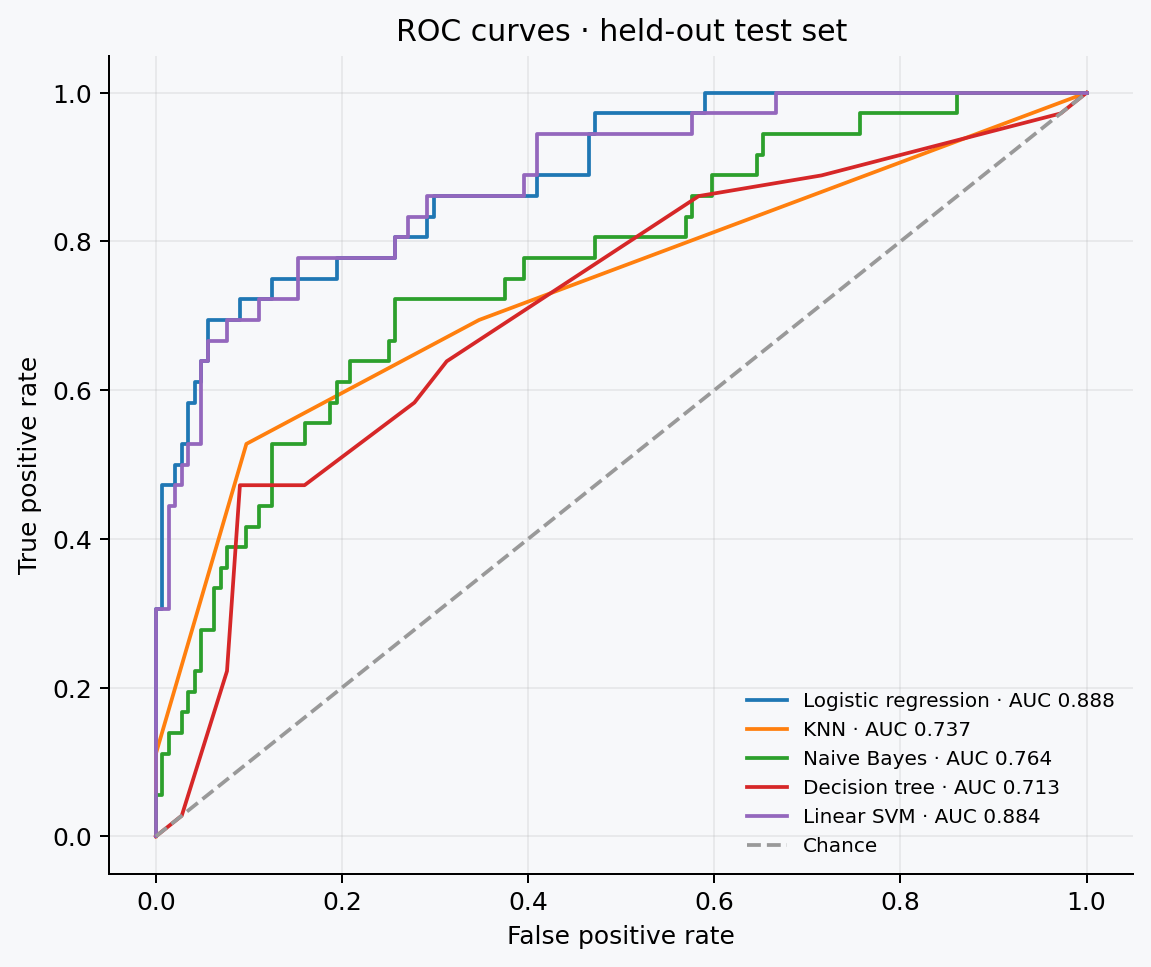 ROC curves · held-out test set
True positive rate
1.0
0.8
0.6
0.4
0.2
0.0
Logistic regression · AUC 0.888
KNN · AUC 0.737
Naive Bayes · AUC 0.764
Decision tree · AUC 0.713
Linear SVM · AUC 0.884
Chance
0.0 0.2 0.4 0.6 0.8 1.0
False positive rate